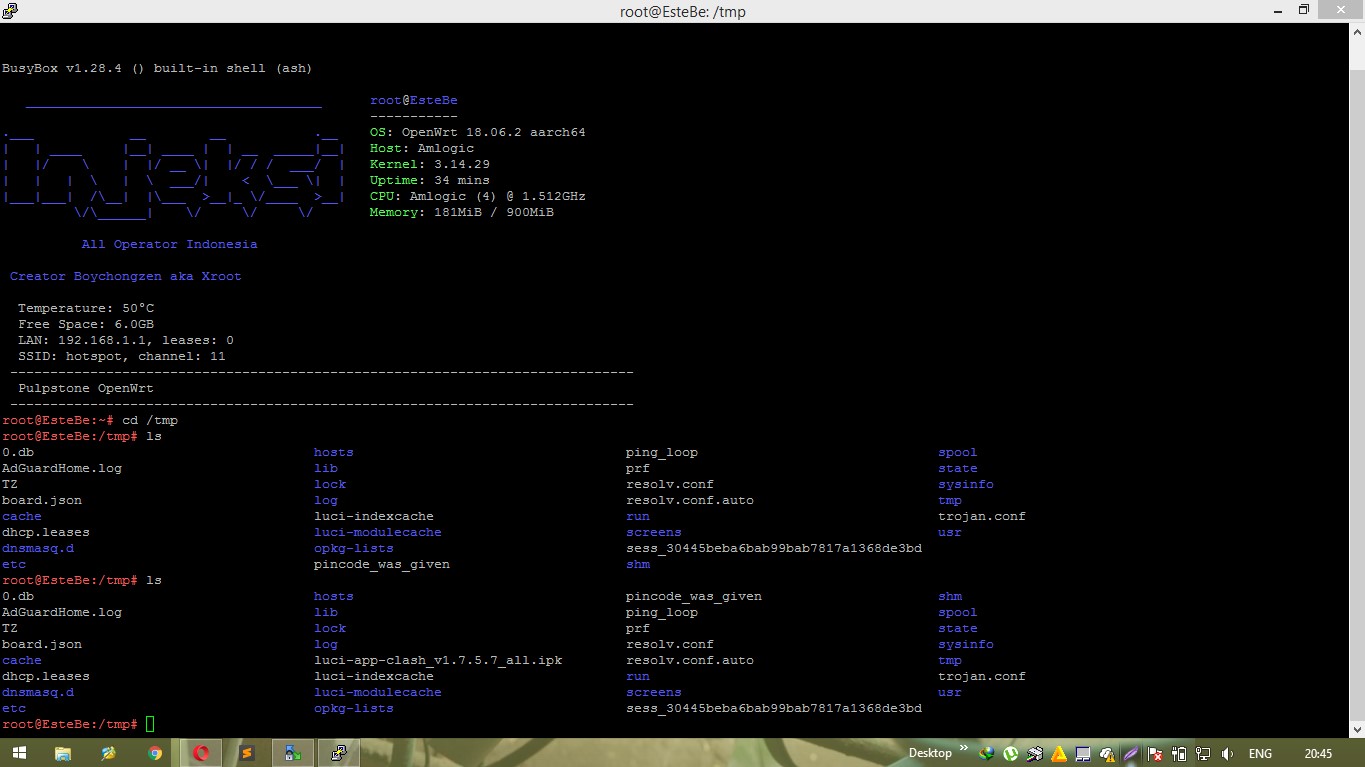 root@EsteBe: /tmp
BusyBox v1.28.4 () built-in shell (ash)
root@EsteBe
-----------
OS: OpenWrt 18.06.2 aarch64
Host: Amlogic
Kernel: 3.14.29
Uptime: 34 mins
CPU: Amlogic (4) @ 1.512GHz
Memory: 181MiB / 900MiB
Injeksi
All Operator Indonesia
Creator Boychongzen aka Xroot
Temperature: 50°C
Free Space: 6.0GB
LAN: 192.168.1.1, leases: 0
SSID: hotspot, channel: 11
Pulpstone OpenWrt
root@EsteBe:~# cd /tmp
root@EsteBe:/tmp# ls
0.db hosts ping_loop spool
AdGuardHome.log lib prf state
TZ lock resolv.conf sysinfo
board.json log resolv.conf.auto tmp
cache luci-indexcache run trojan.conf
dhcp.leases luci-modulecache screens usr
dnsmasq.d opkg-lists sess_30445beba6bab99bab7817a1368de3bd
etc pincode_was_given shm
root@EsteBe:/tmp# ls
0.db hosts pincode_was_given shm
AdGuardHome.log lib ping_loop spool
TZ lock prf state
board.json log resolv.conf sysinfo
cache luci-app-clash_v1.7.5.7_all.ipk resolv.conf.auto tmp
dhcp.leases luci-indexcache run trojan.conf
dnsmasq.d luci-modulecache screens usr
etc opkg-lists sess_30445beba6bab99bab7817a1368de3bd
root@EsteBe:/tmp#
Desktop » ENG 20:45